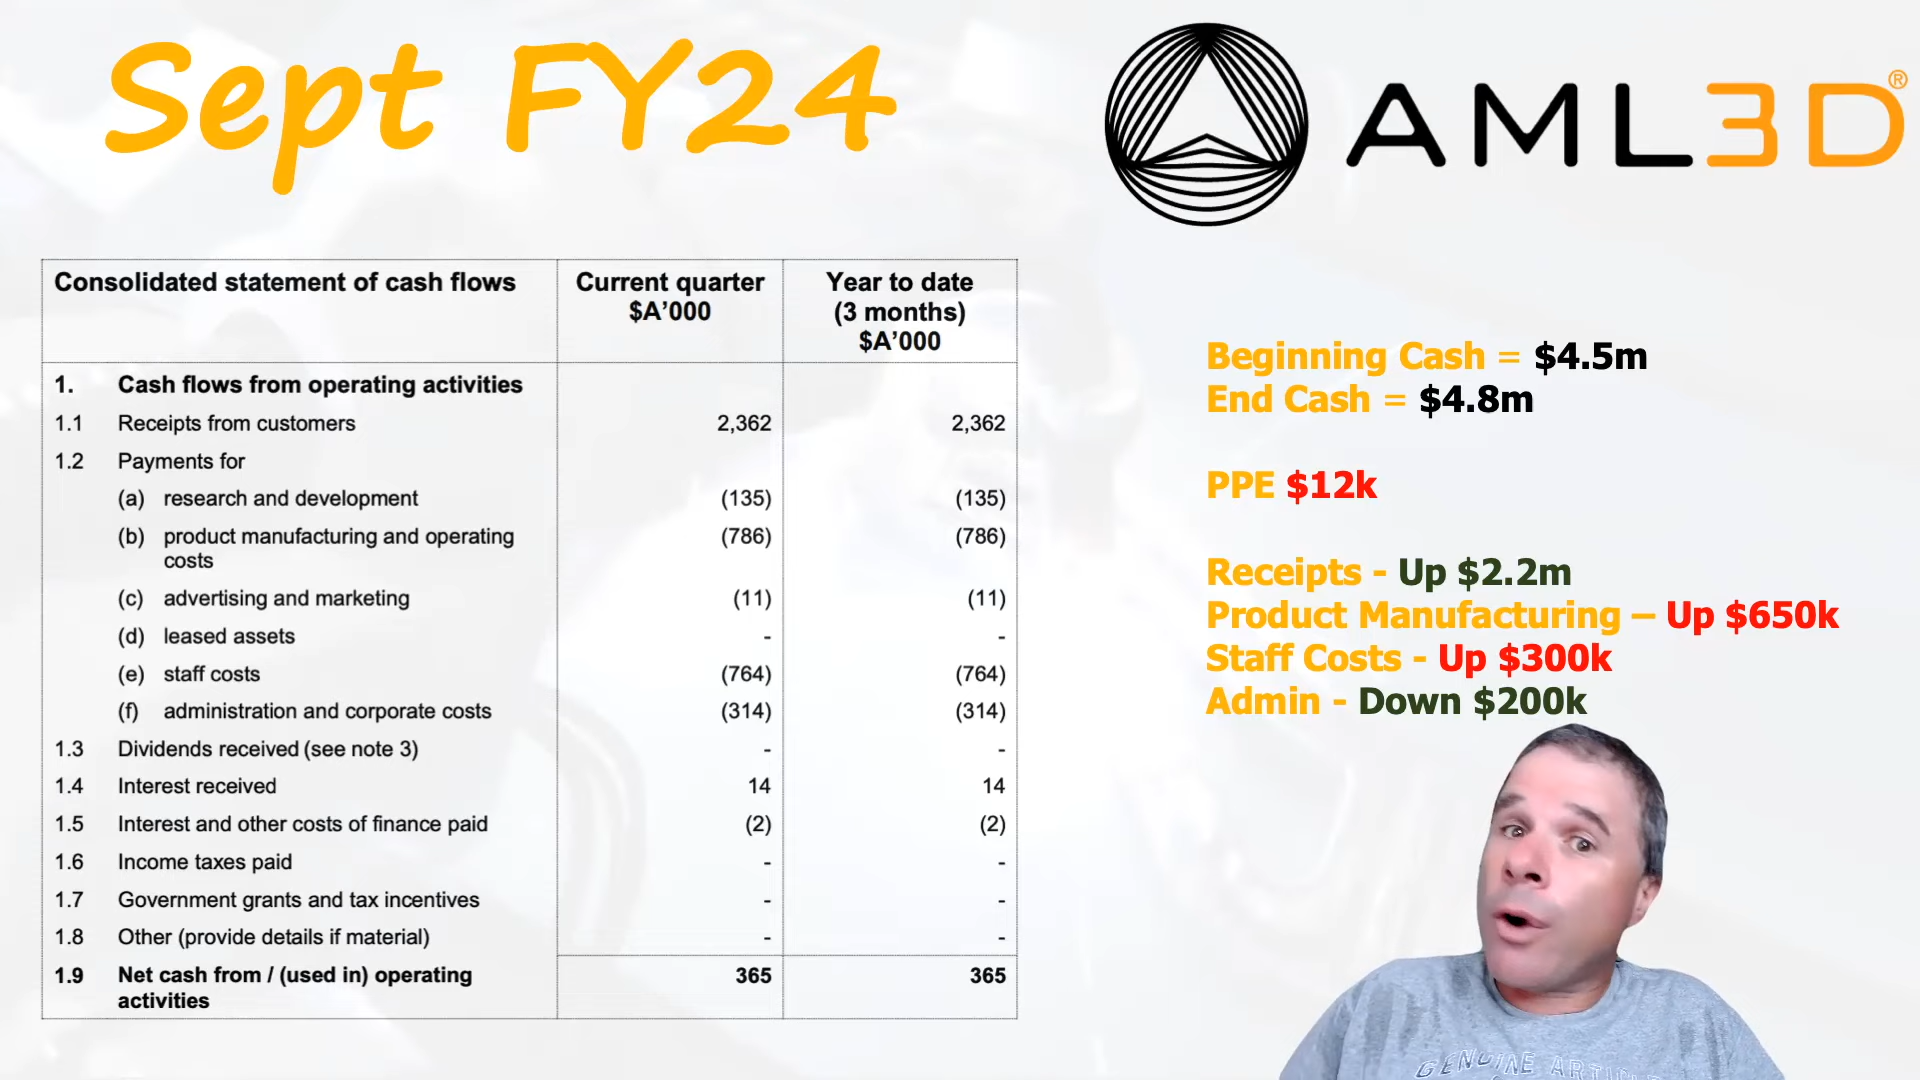 Sept FY24
AML3D®
Consolidated statement of cash flows
Current quarter
$A’000
Year to date
(3 months)
$A’000
1. Cash flows from operating activities
1.1 Receipts from customers 2,362 2,362
1.2 Payments for
(a) research and development (135) (135)
(b) product manufacturing and operating
costs (786) (786)
(c) advertising and marketing (11) (11)
(d) leased assets - -
(e) staff costs (764) (764)
(f) administration and corporate costs (314) (314)
1.3 Dividends received (see note 3) - -
1.4 Interest received 14 14
1.5 Interest and other costs of finance paid (2) (2)
1.6 Income taxes paid - -
1.7 Government grants and tax incentives - -
1.8 Other (provide details if material) - -
1.9 Net cash from / (used in) operating
activities 365 365
Beginning Cash = $4.5m
End Cash = $4.8m
PPE $12k
Receipts - Up $2.2m
Product Manufacturing – Up $650k
Staff Costs - Up $300k
Admin - Down $200k
GENUINE